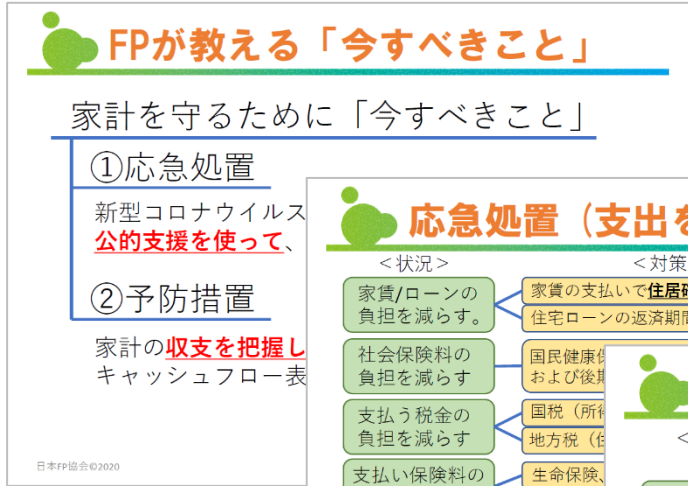 FPが教える「今すべきこと」
家計を守るために「今すべきこと」
①応急処置
新型コロナウイルス
公的支援を使って、
②予防措置
家計の収支を把握し
キャッシュフロー表
日本FP協会©2020
応急処置（支出を
＜状況＞
＜対策
家賃/ローンの
負担を減らす。
家賃の支払いで住居確
住宅ローンの返済期間
社会保険料の
負担を減らす
国民健康保
および後期
支払う税金の
負担を減らす
国税（所得
地方税（住
支払い保険料の
生命保険、
＜